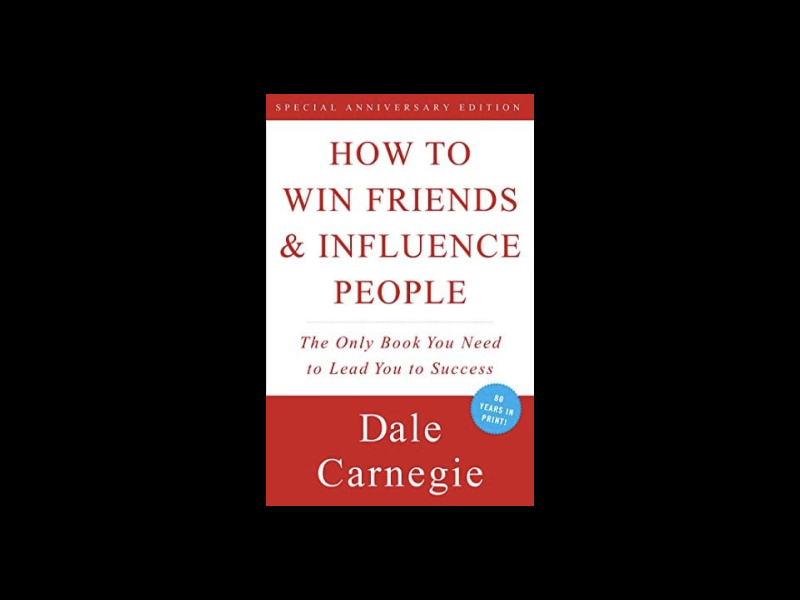 SPECIAL ANNIVERSARY EDITION
HOW TO
WIN FRIENDS
& INFLUENCE
PEOPLE
The Only Book You Need
to Lead You to Success
80
YEARS IN
PRINT!
Dale
Carnegie